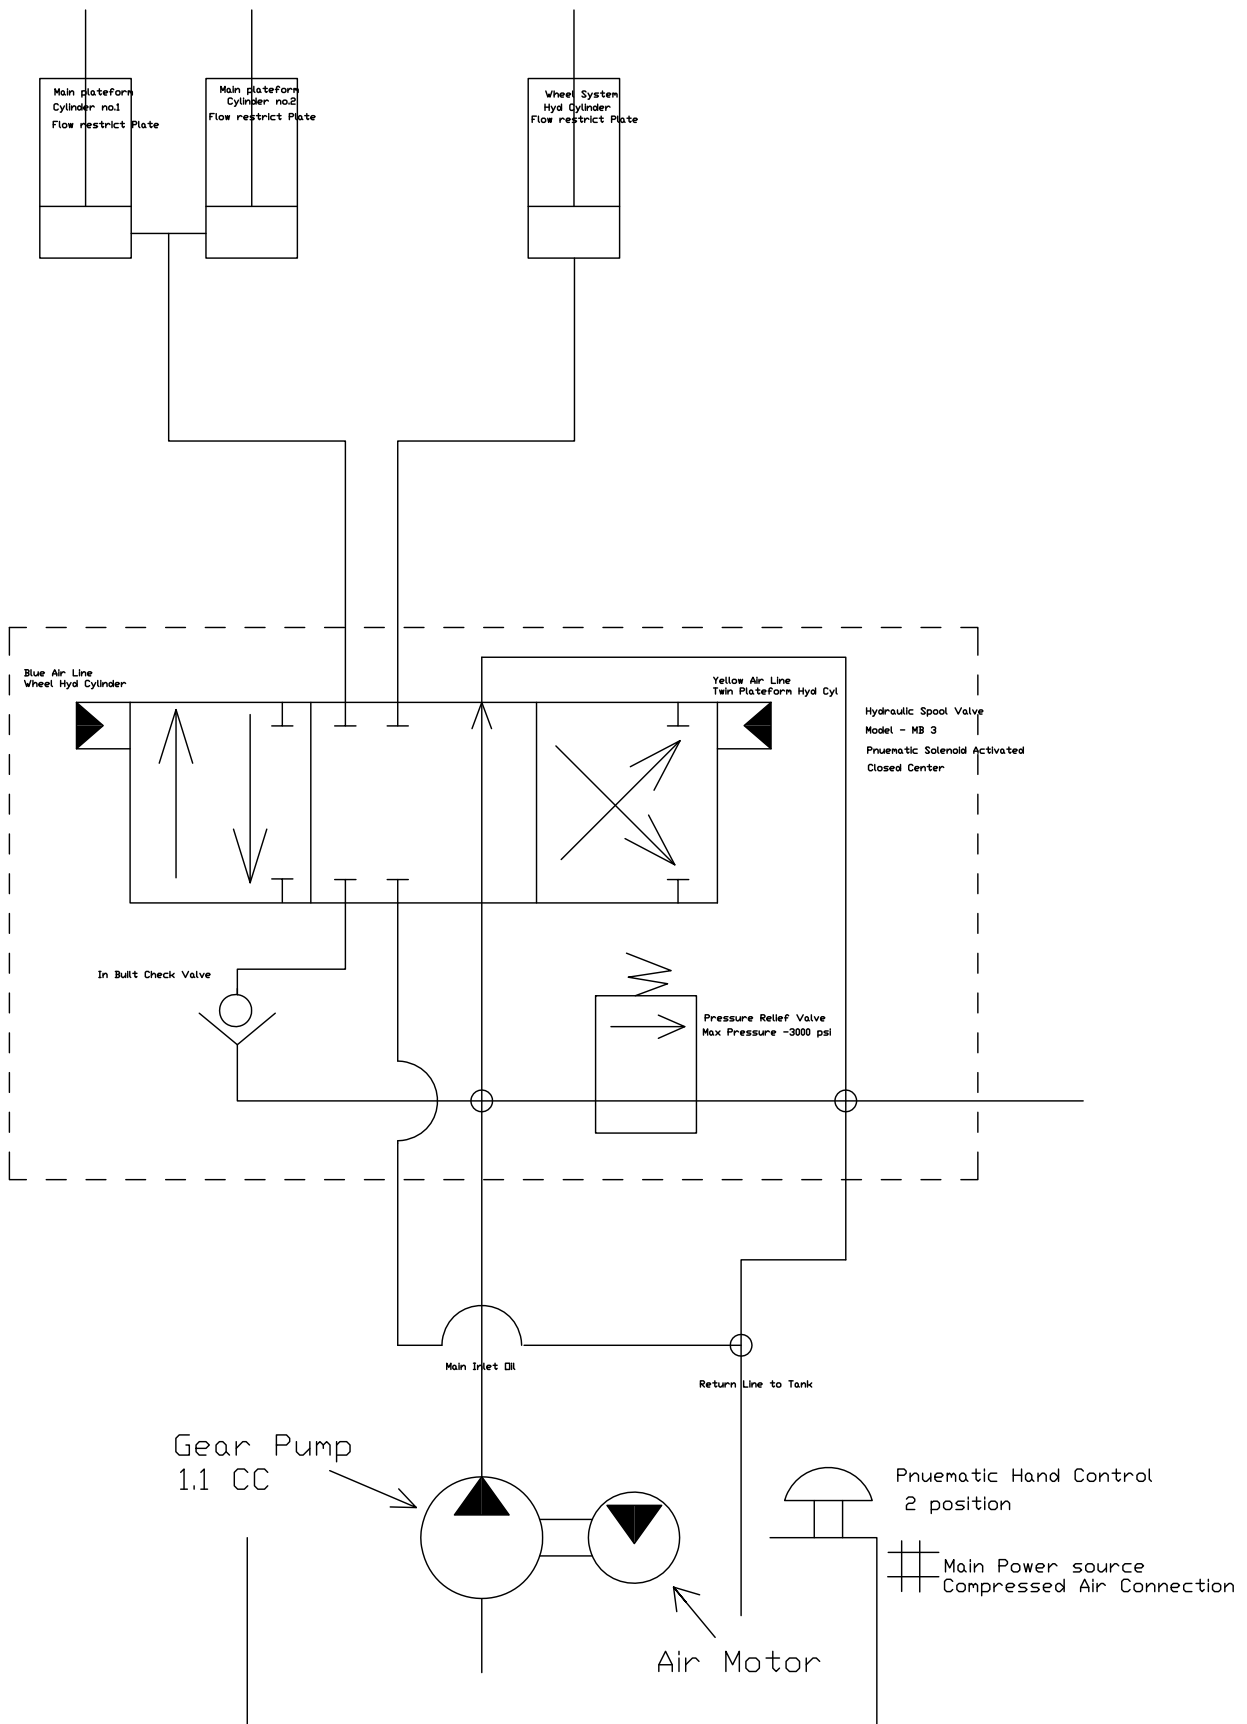 Main plateform
Cylinder no.1
Flow restrict Plate
Main plateform
Cylinder no.2
Flow restrict Plate
Wheel System
Hyd Cylinder
Flow restrict Plate
Blue Air Line
Wheel Hyd Cylinder
Yellow Air Line
Twin Plateform Hyd Cyl
Hydraulic Spool Valve
Model - MB 3
Pnuematic Solenoid Activated
Closed Center
In Built Check Valve
Pressure Relief Valve
Max Pressure -3000 psi
Main Inlet Oil
Return Line to Tank
Gear Pump
1.1 CC
Pnuematic Hand Control
2 position
Main Power source
Compressed Air Connection
Air Motor